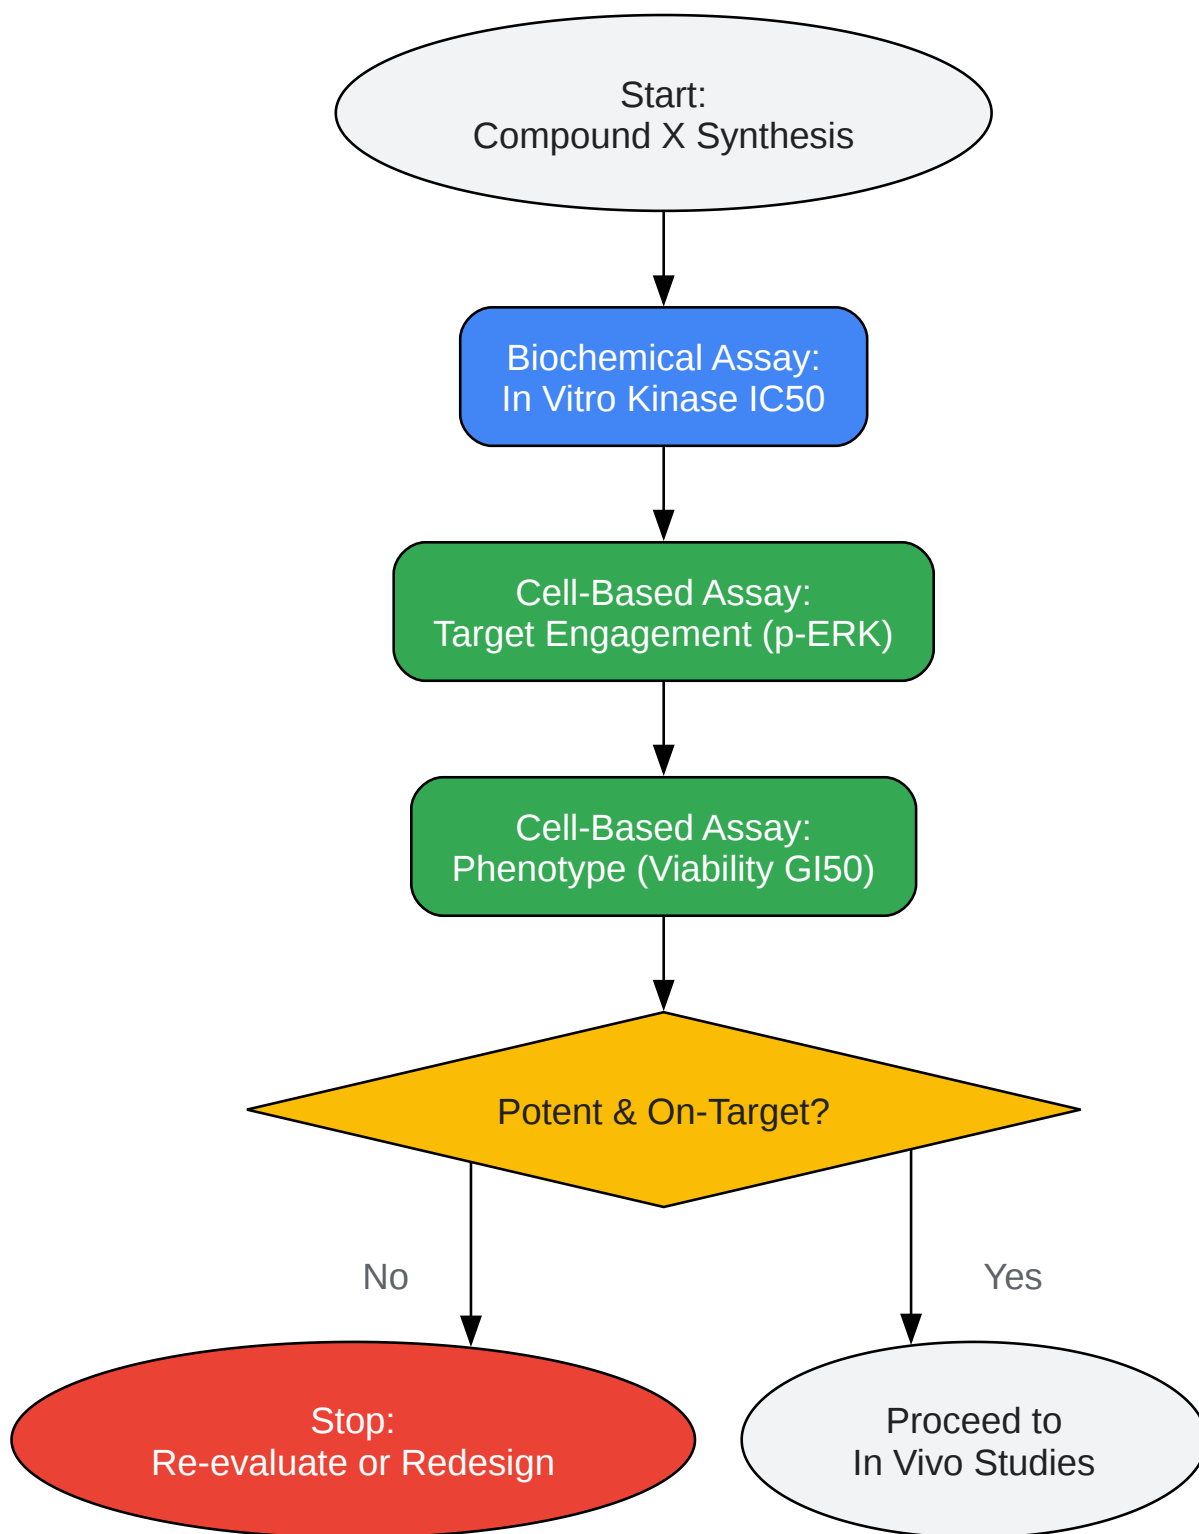 Start:
Compound X Synthesis
Biochemical Assay:
In Vitro Kinase IC50
Cell-Based Assay:
Target Engagement (p-ERK)
Cell-Based Assay:
Phenotype (Viability GI50)
Potent & On-Target?
No
Yes
Stop:
Re-evaluate or Redesign
Proceed to
In Vivo Studies